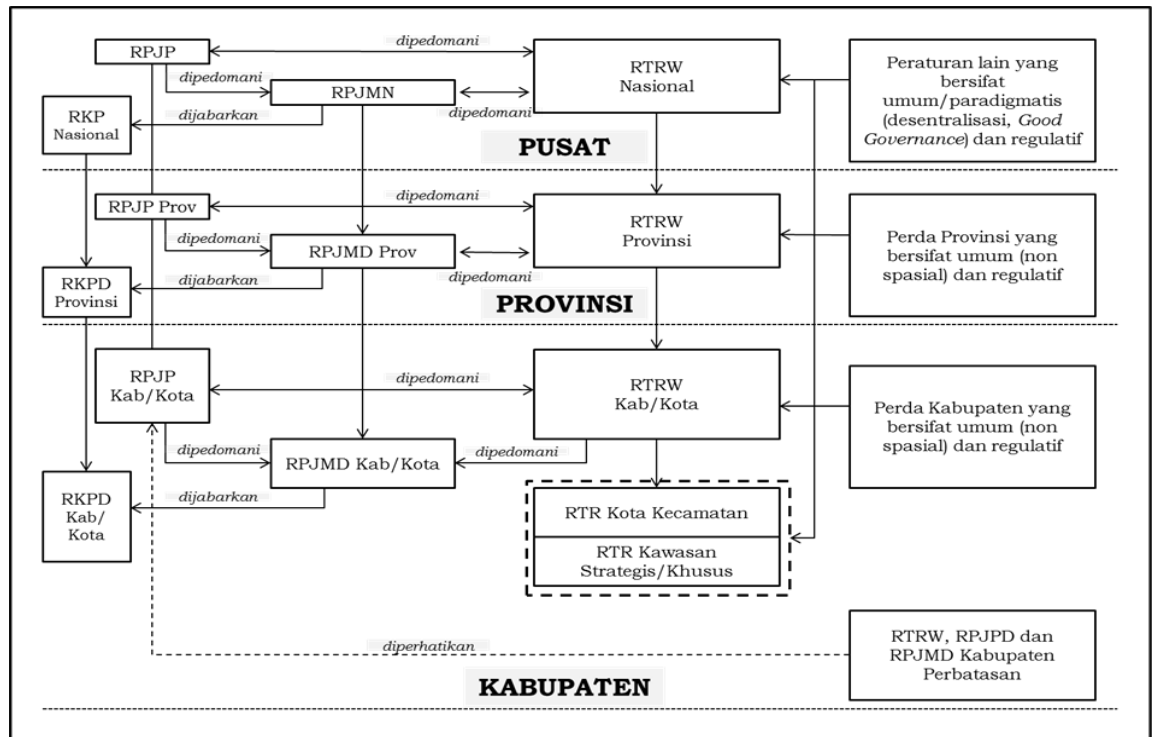 RPJP
dipedomani
RTRW
Nasional
Peraturan lain yang
bersifat
umum/paradigmatis
(desentralisasi, Good
Governance) dan regulatif
dipedomani
RPJMN
dipedomani
RKP
Nasional
dijabarkan
PUSAT
RPJP Prov
dipedomani
RTRW
Provinsi
Perda Provinsi yang
bersifat umum (non
spasial) dan regulatif
dipedomani
RPJMD Prov
dipedomani
RKPD
Provinsi
dijabarkan
PROVINSI
RPJP
Kab/Kota
dipedomani
RTRW
Kab/Kota
Perda Kabupaten yang
bersifat umum (non
spasial) dan regulatif
dipedomani
RPJMD Kab/Kota
dipedomani
RKPD
Kab/
Kota
dijabarkan
RTR Kota Kecamatan
RTR Kawasan
Strategis/Khusus
diperhatikan
RTRW, RPJPD dan
RPJMD Kabupaten
Perbatasan
KABUPATEN